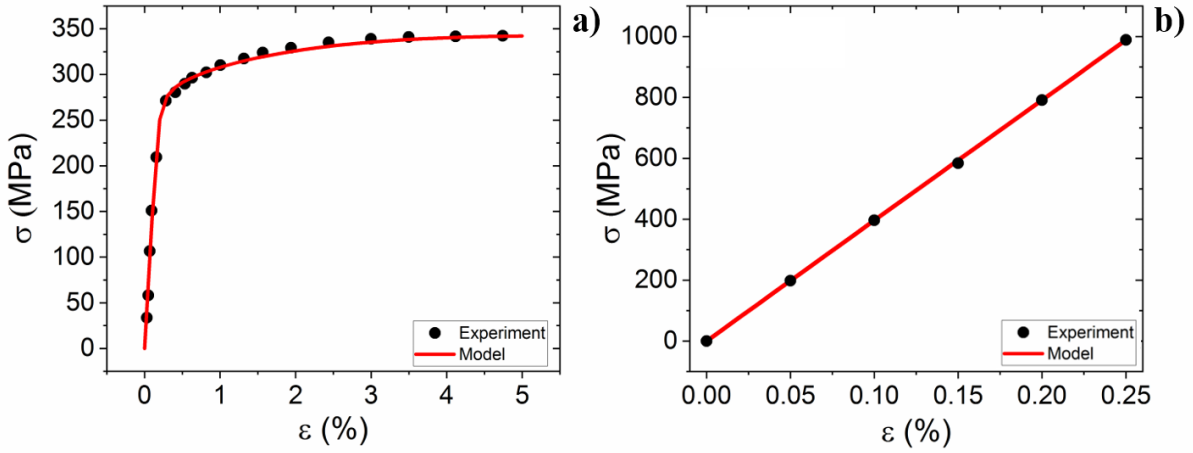 a)
350
300
250
200
150
100
50
0
σ (MPa)
0 1 2 3 4 5
ε (%)
Experiment
Model
b)
1000
800
600
400
200
0
σ (MPa)
0.00 0.05 0.10 0.15 0.20 0.25
ε (%)
Experiment
Model